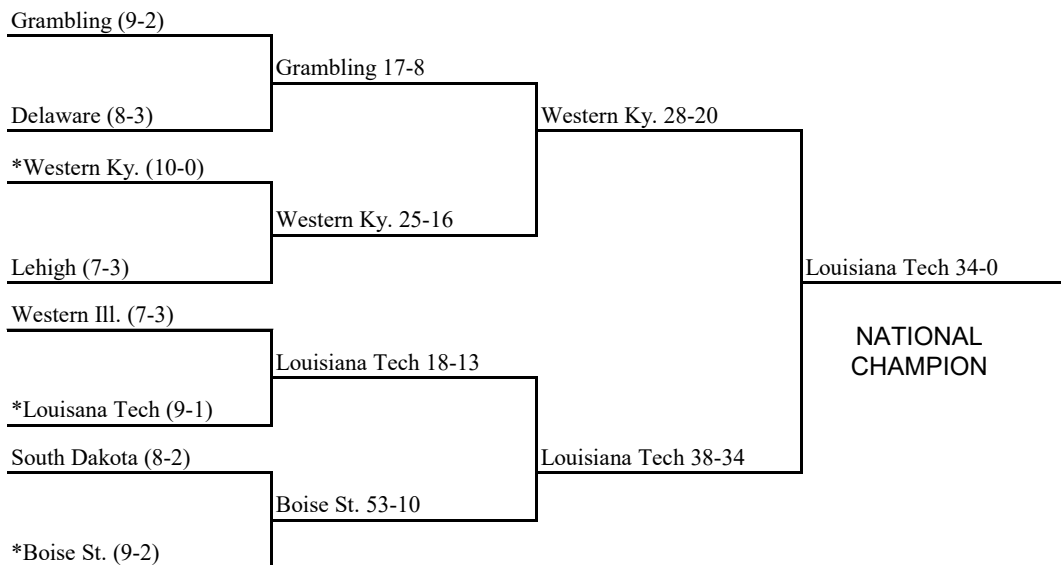 Grambling (9-2)
Grambling 17-8
Delaware (8-3)
Western Ky. 28-20
*Western Ky. (10-0)
Western Ky. 25-16
Lehigh (7-3)
Louisiana Tech 34-0
Western Ill. (7-3)
NATIONAL
CHAMPION
Louisiana Tech 18-13
*Louisana Tech (9-1)
South Dakota (8-2)
Louisiana Tech 38-34
Boise St. 53-10
*Boise St. (9-2)